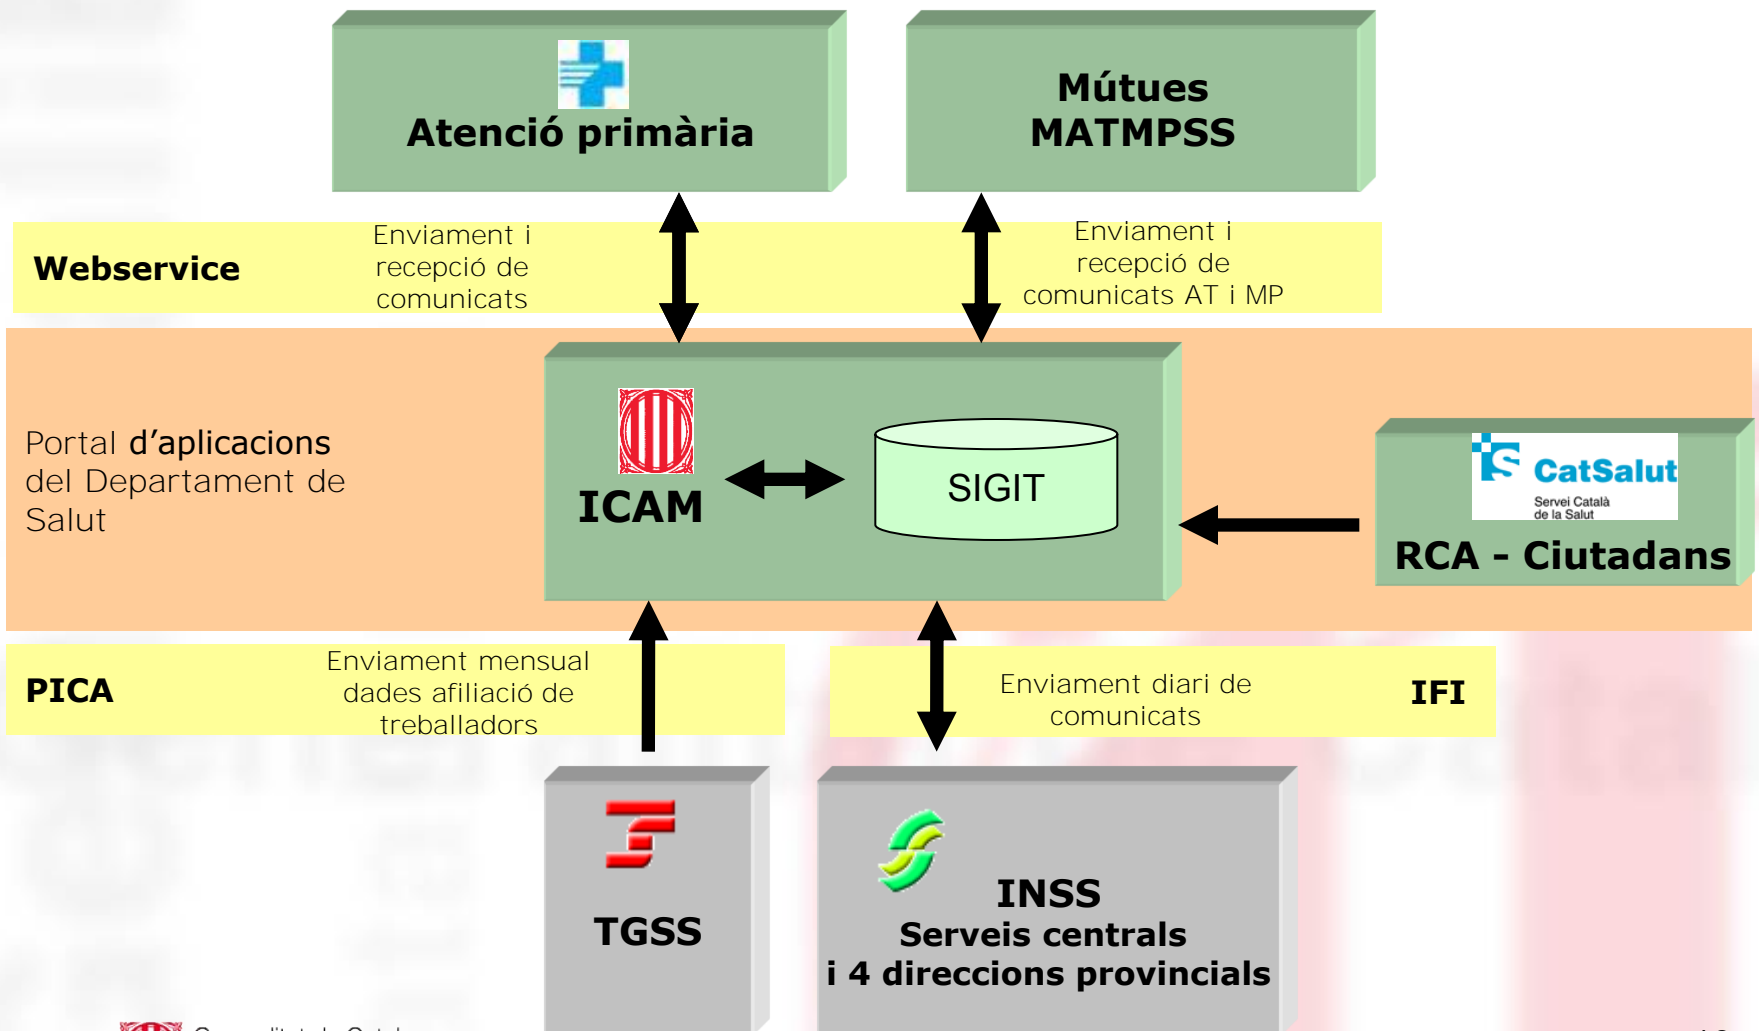 Atenció primària
Mútues
MATMPSS
Webservice
Enviament i
recepció de
comunicats
Enviament i
recepció de
comunicats AT i MP
Portal d’aplicacions
del Departament de
Salut
ICAM
SIGIT
CatSalut
Servei Català
de la Salut
RCA - Ciutadans
PICA
Enviament mensual
dades afiliació de
treballadors
Enviament diari de
comunicats
IFI
TGSS
INSS
Serveis centrals
i 4 direccions provincials